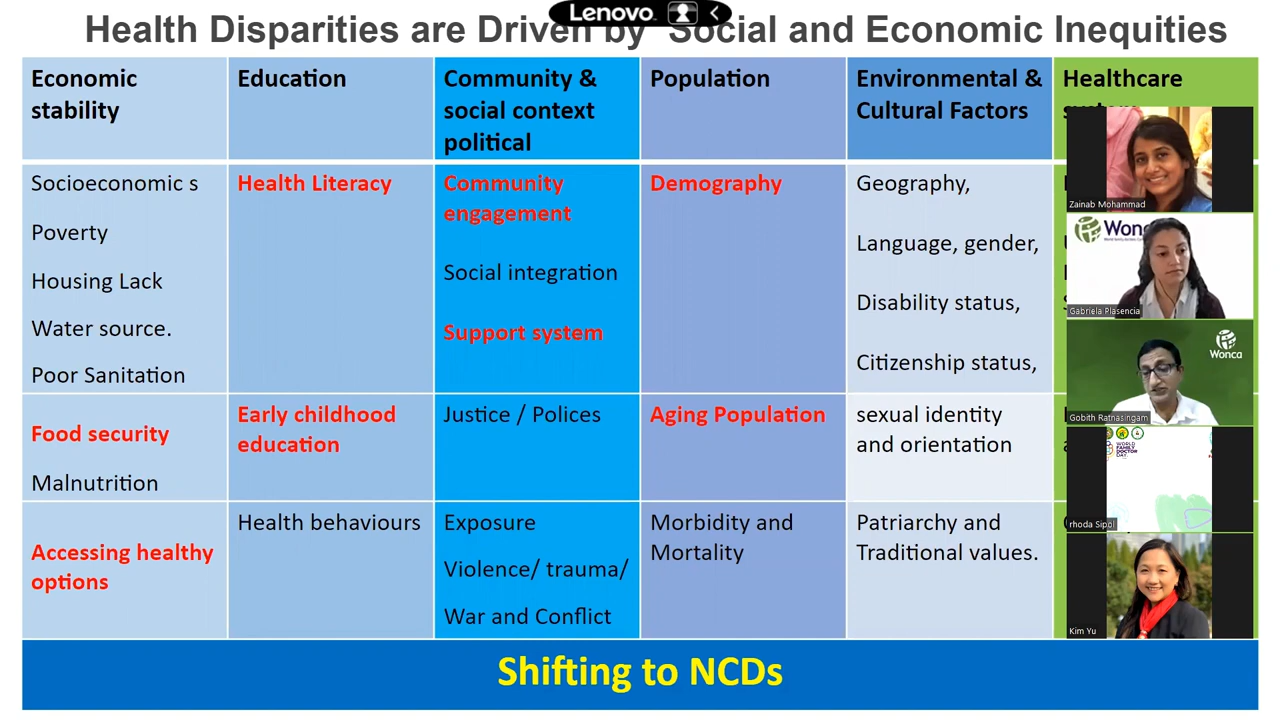 Lenovo
Health Disparities are Driven by Social and Economic Inequities
Economic
stability
Education
Community &
social context
political
Population
Environmental &
Cultural Factors
Healthcare
Socioeconomic s
Poverty
Housing Lack
Water source.
Poor Sanitation
Health Literacy
Community
engagement
Social integration
Support system
Demography
Geography,
Language, gender,
Disability status,
Citizenship status,
Food security
Malnutrition
Early childhood
education
Justice / Polices
Aging Population
sexual identity
and orientation
Accessing healthy
options
Health behaviours
Exposure
Violence/ trauma/
War and Conflict
Morbidity and
Mortality
Patriarchy and
Traditional values.
Shifting to NCDs
Zainab Mohammad
Gabriela Plasencia
Wonca
Gobith Ratnasingam
WORLD
FAMILY
DOCTOR
DAY
rhoda Sipol
Kim Yu